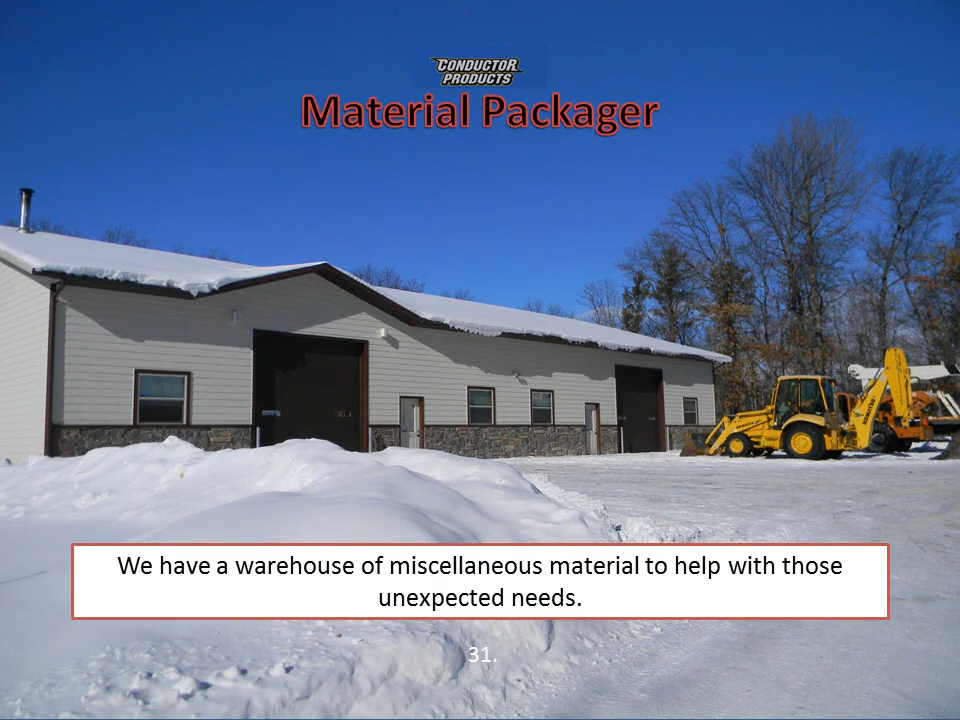 CONDUCTOR
PRODUCTS
Material Packager
We have a warehouse of miscellaneous material to help with those
unexpected needs.
31.